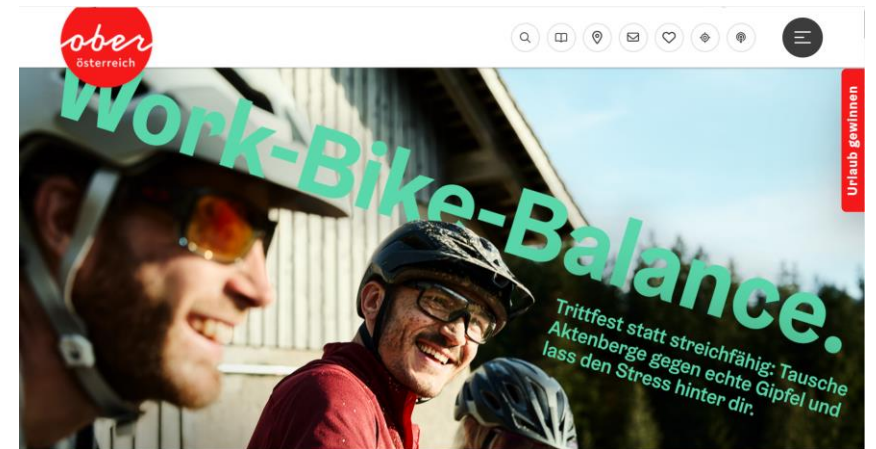 ober
österreich
Urlaub gewinnen
Work-Bike-Balance.
Trittfest statt streichfähig: Tausche
Aktenberge gegen echte Gipfel und
lass den Stress hinter dir.